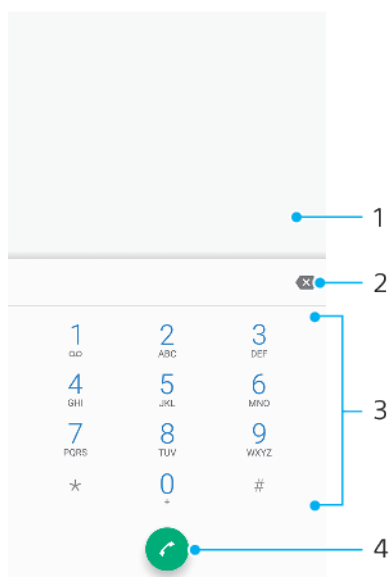 1
2
1 2 3
ABC DEF
4 5 6
GHI JKL MNO
3
7 8 9
PQRS TUV WXYZ
* 0 #
+
4